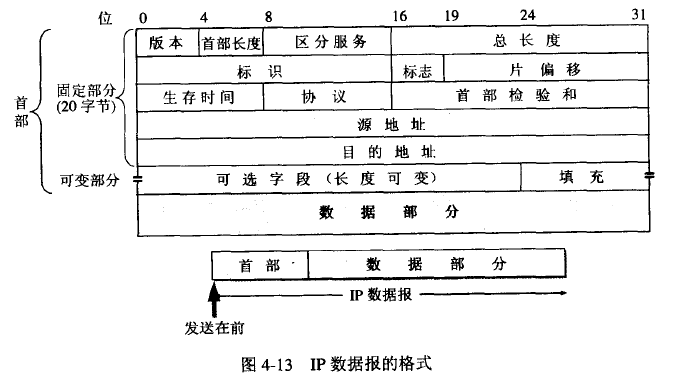 位 0 4 8 16 19 24 31
版本 首部长度 区分服务 总长度
标识 标志 片偏移
生存时间 协议 首部检验和
源地址
目的地址
首部
固定部分
(20字节)
可变部分 可选字段（长度可变） 填充
数据部分
首部 数据部分
IP 数据报
发送在前
图 4-13 IP 数据报的格式